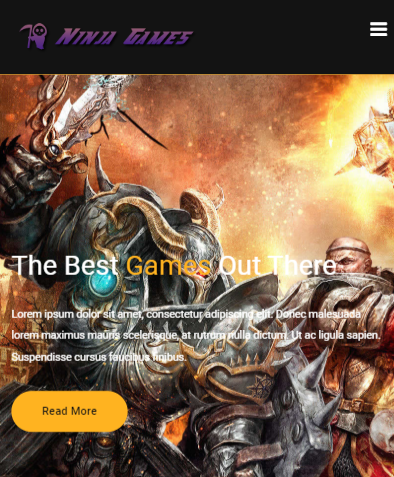 Ninja Games
The Best Games Out There
Lorem ipsum dolor sit amet, consectetur adipiscing elit. Donec malesuada
lorem maximus mauris scelerisque, at rutrum nulla dictum. Ut ac ligula sapien.
Suspendisse cursus faucibus finibus.
Read More